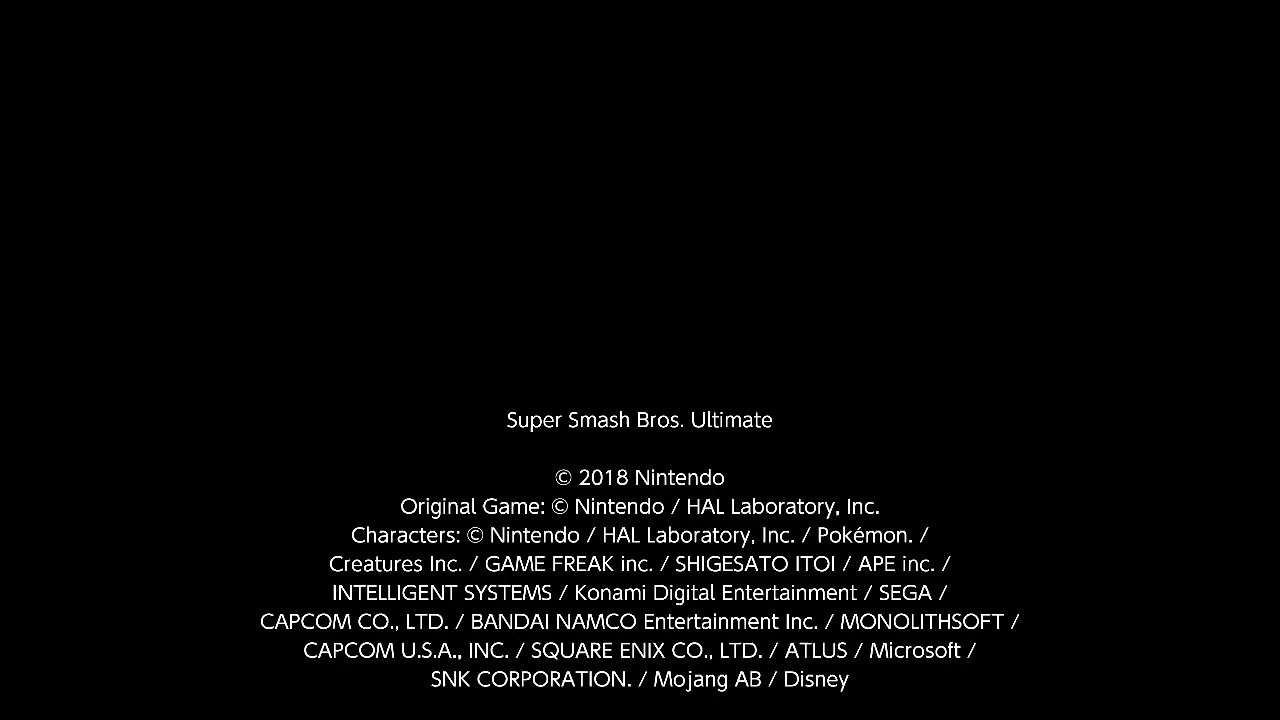 Super Smash Bros. Ultimate
© 2018 Nintendo
Original Game: © Nintendo / HAL Laboratory, Inc.
Characters: © Nintendo / HAL Laboratory, Inc. / Pokémon. /
Creatures Inc. / GAME FREAK inc. / SHIGESATO ITOI / APE inc. /
INTELLIGENT SYSTEMS / Konami Digital Entertainment / SEGA /
CAPCOM CO., LTD. / BANDAI NAMCO Entertainment Inc. / MONOLITHSOFT /
CAPCOM U.S.A., INC. / SQUARE ENIX CO., LTD. / ATLUS / Microsoft /
SNK CORPORATION. / Mojang AB / Disney